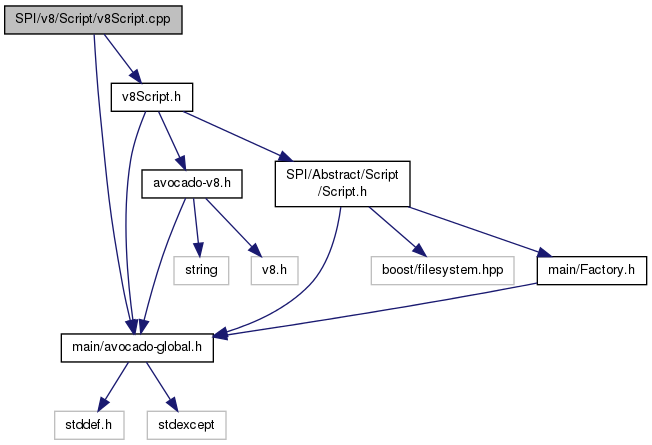 SPI/v8/Script/v8Script.cpp
v8Script.h
avocado-v8.h
SPI/Abstract/Script
/Script.h
string
v8.h
boost/filesystem.hpp
main/Factory.h
main/avocado-global.h
stddef.h
stdexcept